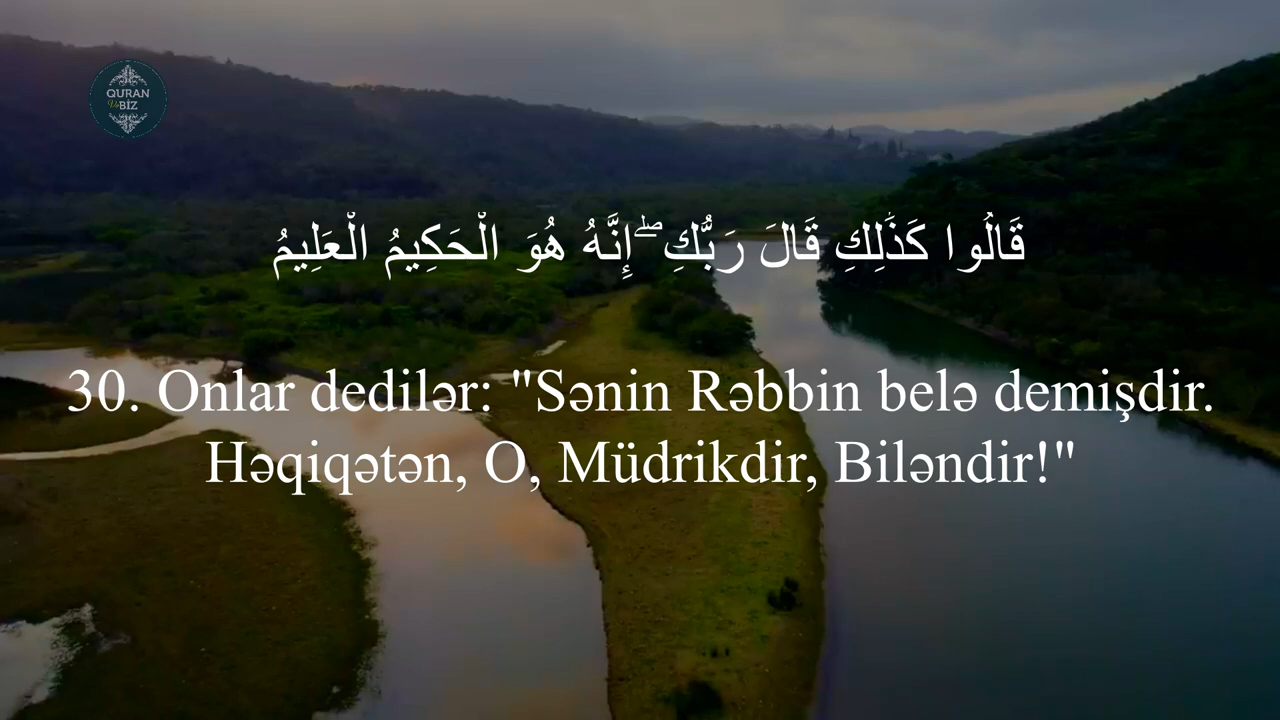 QURAN
Və BİZ
قَالُوا۟ كَذَٰلِكِ قَالَ رَبُّكِ ۖ إِنَّهُ هُوَ الْحَكِيمُ الْعَلِيمُ
30. Onlar dedilər: "Sənin Rəbbin belə demişdir.
Həqiqətən, O, Müdrikdir, Biləndir!"